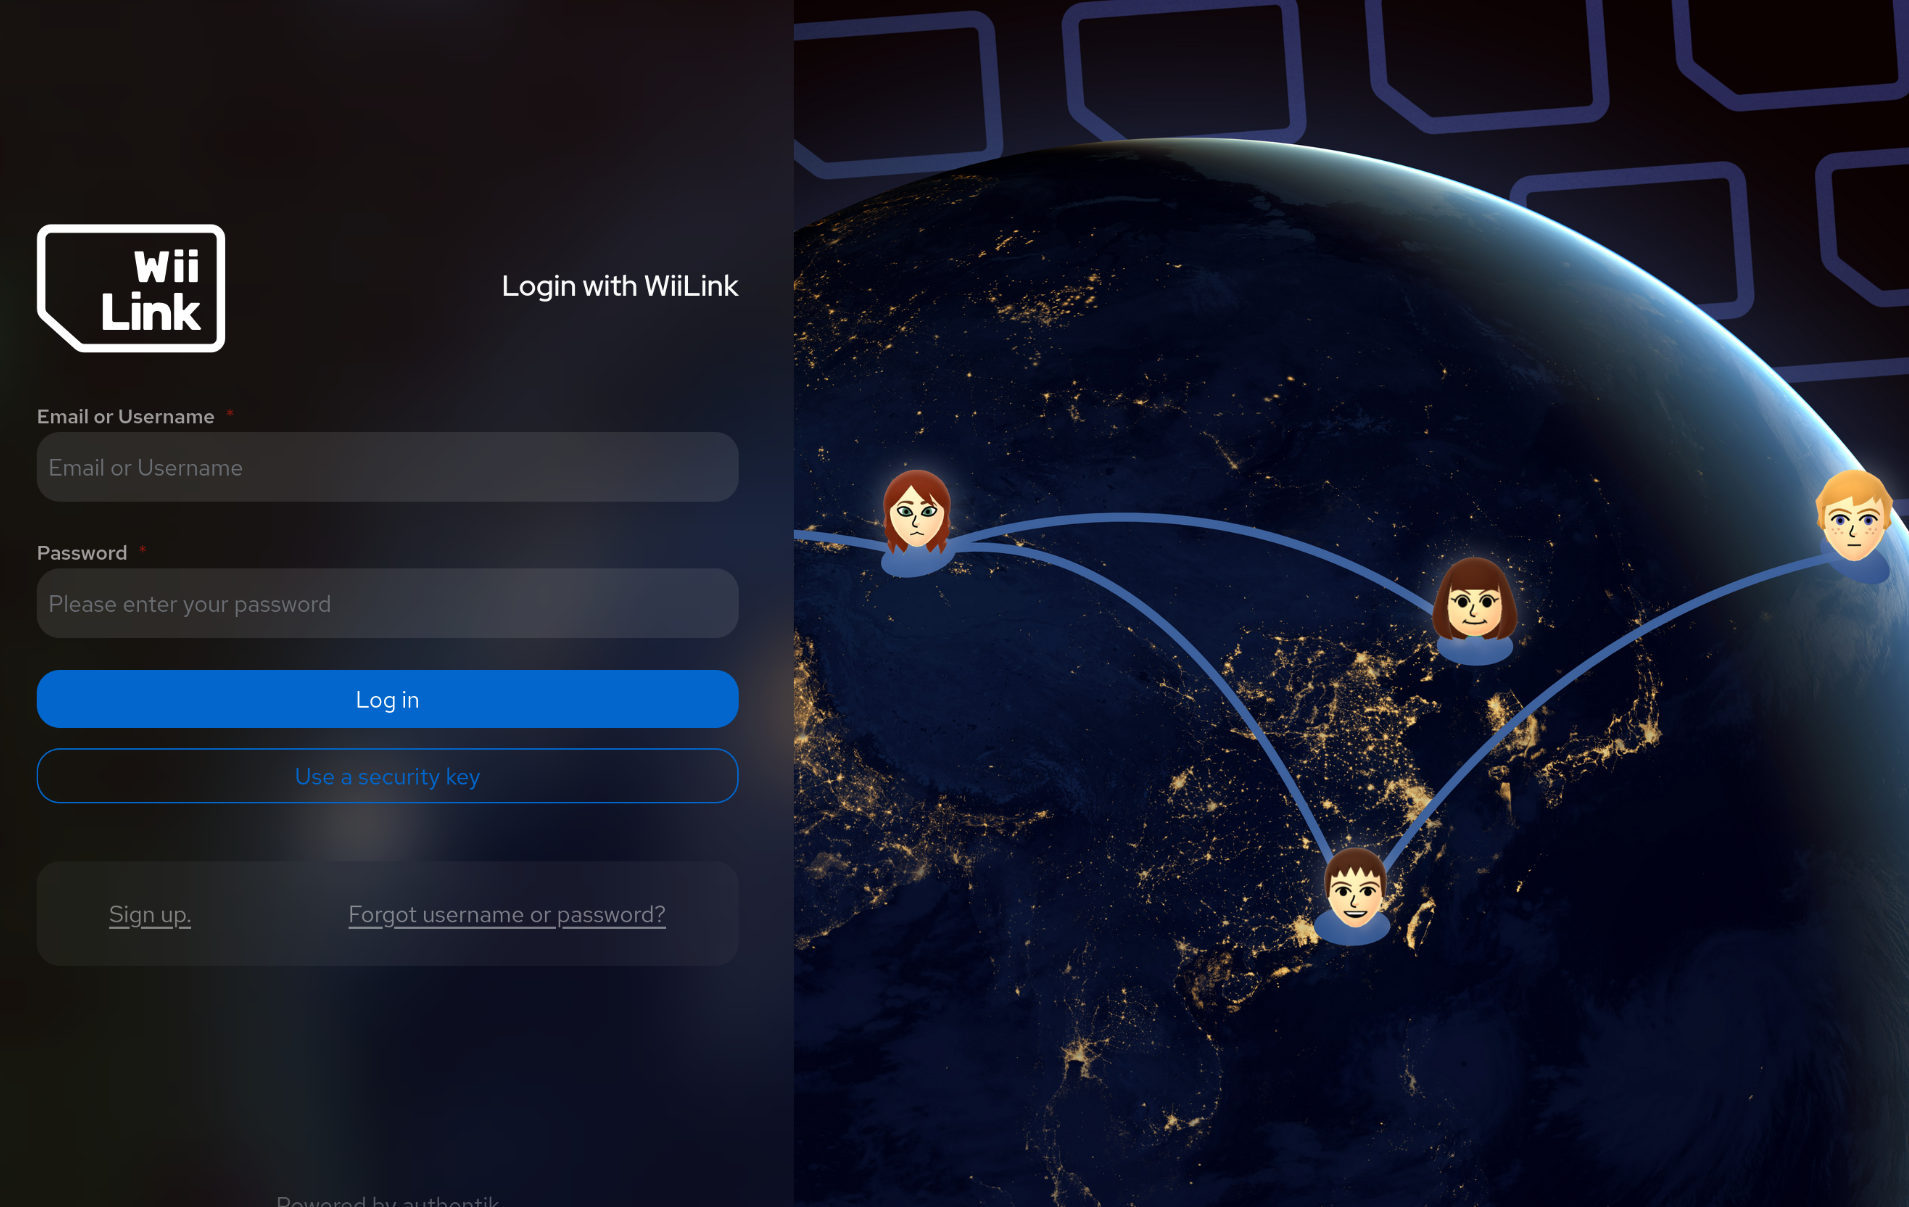 Wii
Link
Login with WiiLink
Email or Username *
Email or Username
Password *
Please enter your password
Log in
Use a security key
Sign up.
Forgot username or password?
Powered by authentik